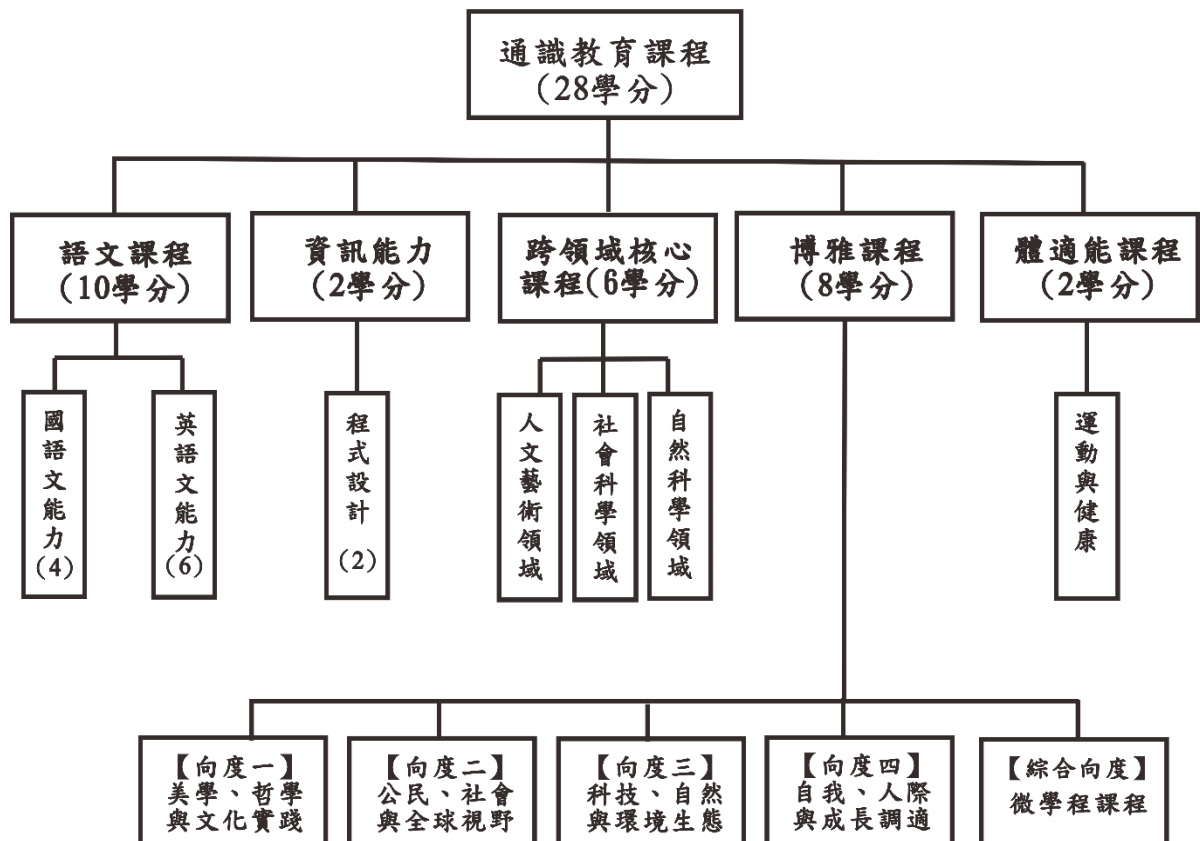 通識教育課程
(28學分)
語文課程
(10學分)
資訊能力
(2學分)
跨領域核心
課程(6學分)
博雅課程
(8學分)
體適能課程
(2學分)
國語文能力(4)
英語文能力(6)
程式設計(2)
人文藝術領域
社會科學領域
自然科學領域
運動與健康
【向度一】
美學、哲學
與文化實踐
【向度二】
公民、社會
與全球視野
【向度三】
科技、自然
與環境生態
【向度四】
自我、人際
與成長調適
【綜合向度】
微學程課程